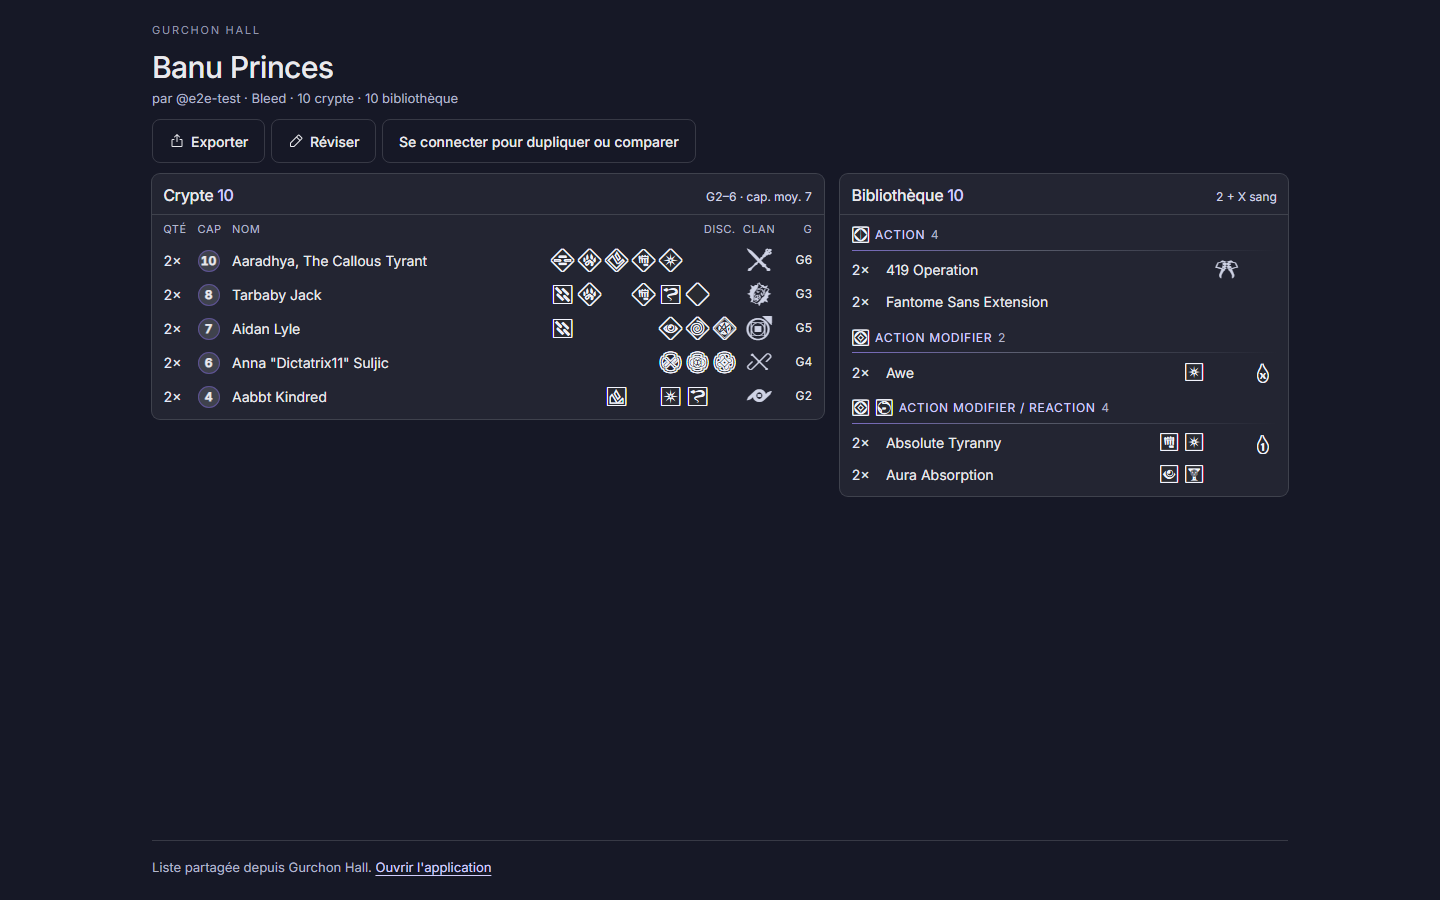 GURCHON HALL
Banu Princes
par @e2e-test · Bleed · 10 crypte · 10 bibliothèque
Exporter
Réviser
Se connecter pour dupliquer ou comparer
Crypte 10
G2–6 · cap. moy. 7
QTÉ CAP NOM DISC. CLAN G
2× 10 Aaradhya, The Callous Tyrant G6
2× 8 Tarbaby Jack G3
2× 7 Aidan Lyle G5
2× 6 Anna "Dictatrix11" Suljic G4
2× 4 Aabbt Kindred G2
Bibliothèque 10
2 + X sang
ACTION 4
2× 419 Operation
2× Fantome Sans Extension
ACTION MODIFIER 2
2× Awe X
ACTION MODIFIER / REACTION 4
2× Absolute Tyranny 1
2× Aura Absorption
Liste partagée depuis Gurchon Hall. Ouvrir l'application